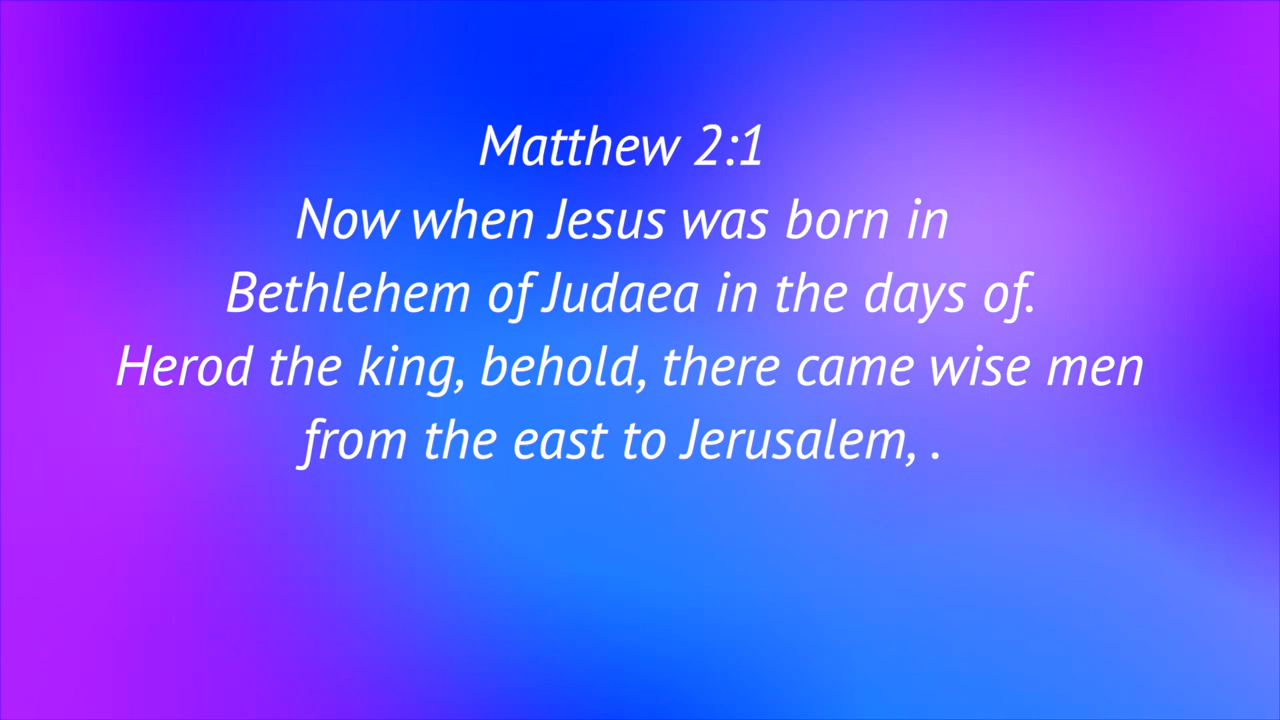 Matthew 2:1
Now when Jesus was born in
Bethlehem of Judaea in the days of.
Herod the king, behold, there came wise men
from the east to Jerusalem, .